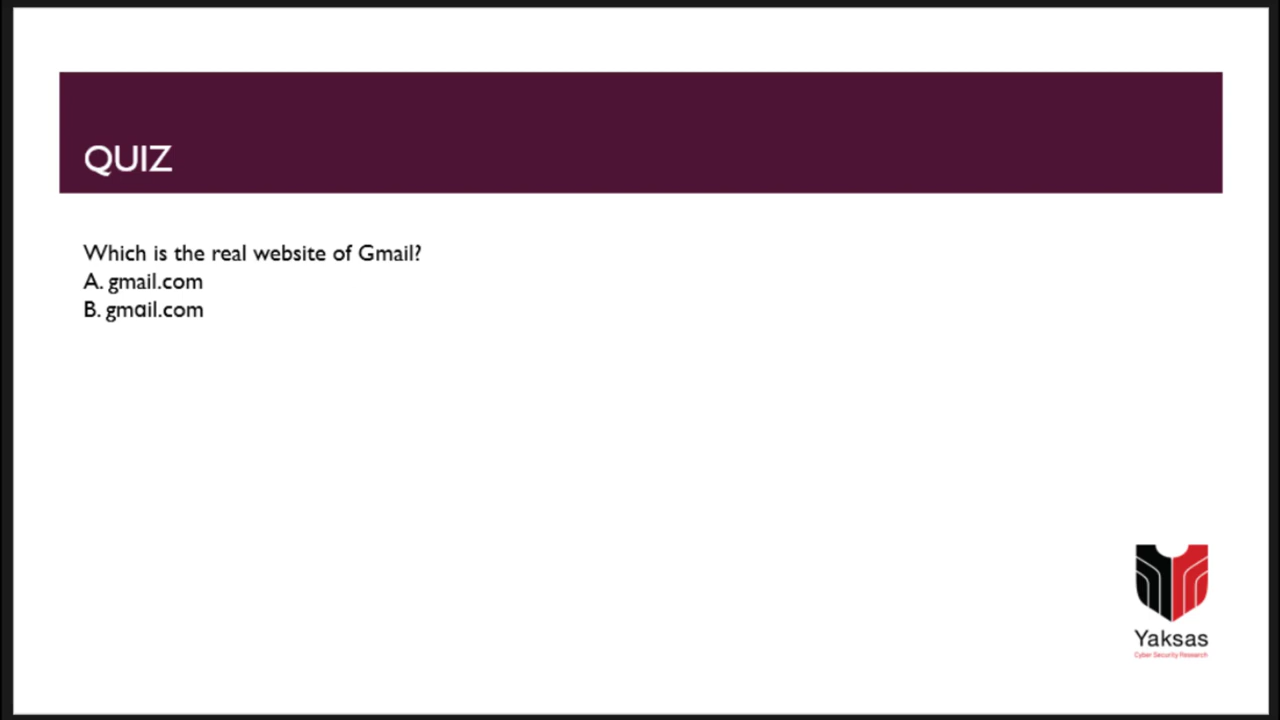 QUIZ
Which is the real website of Gmail?
A. gmail.com
B. gmɑil.com
Yaksas
Cyber Security Research